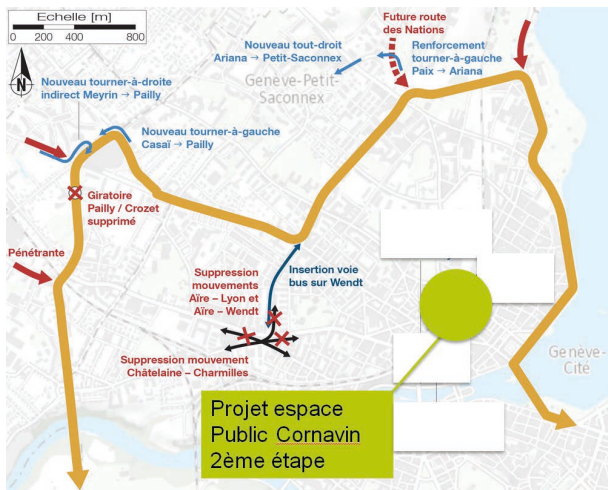 Echelle [m]
0 200 400 800
Nouveau tout-droit
Ariana → Petit-Saconnex
Future route
des Nations
Renforcement
tourner-à-gauche
Paix → Ariana
Genève-Petit-
Saconnex
N
Nouveau tourner-à-droite
indirect Meyrin → Pailly
Nouveau tourner-à-gauche
Casaï → Pailly
Giratoire
Pailly / Crozet
supprimé
Pénétrante
Suppression
mouvements
Aïre – Lyon et
Aïre – Wendt
Insertion voie
bus sur Wendt
Suppression mouvement
Châtelaine – Charmilles
Genève-
Cité
Projet espace
Public Cornavin
2ème étape